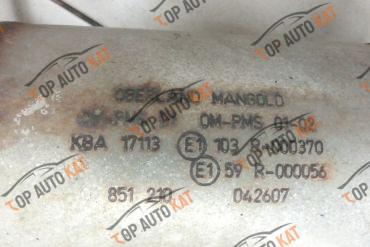 OBERLAND MANGOLD
OM-PMS 01-02
KBA 17113 E1 103 R-000370
E1 59 R-000056
851 210 042607
TOP AUTO KAT